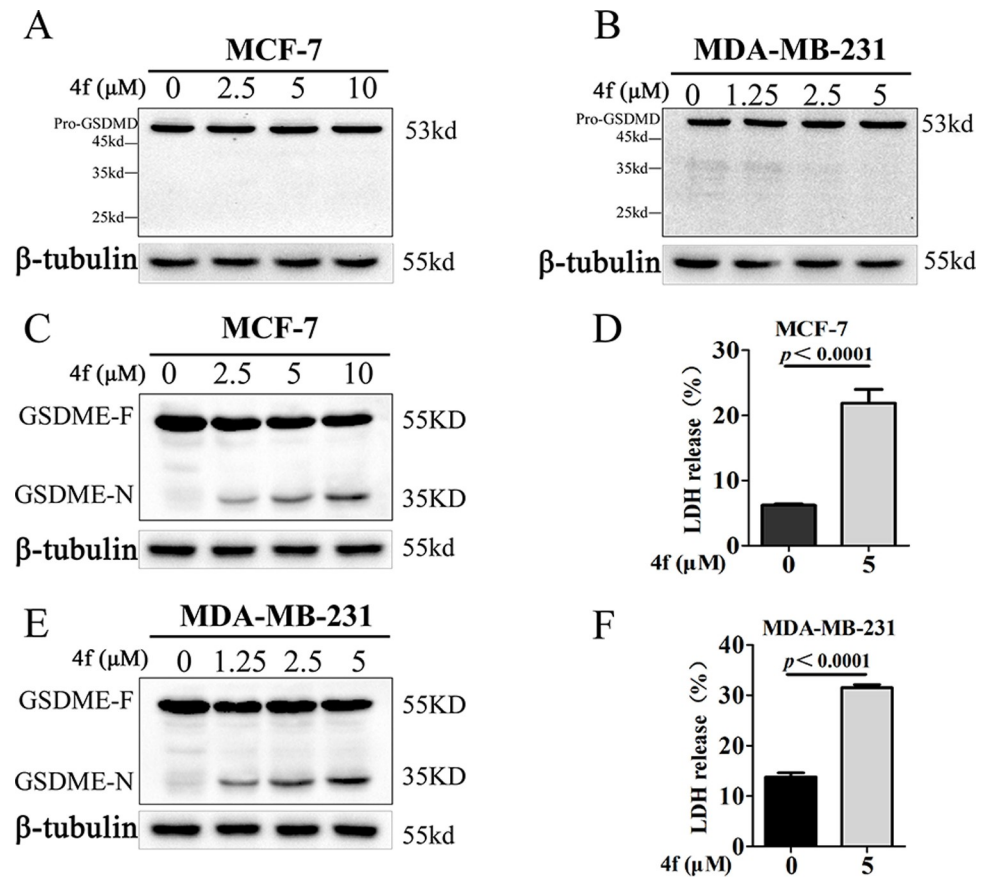 A
MCF-7
4f (μM) 0 2.5 5 10
Pro-GSDMD
45kd
35kd
25kd
53kd
β-tubulin 55kd
B
MDA-MB-231
4f (μM) 0 1.25 2.5 5
Pro-GSDMD
45kd
35kd
25kd
53kd
β-tubulin 55kd
C
MCF-7
4f (μM) 0 2.5 5 10
GSDME-F 55KD
GSDME-N 35KD
β-tubulin 55kd
D
MCF-7
p< 0.0001
LDH release (%)
30
20
10
0
4f (μM) 0 5
E
MDA-MB-231
4f (μM) 0 1.25 2.5 5
GSDME-F 55KD
GSDME-N 35KD
β-tubulin 55kd
F
MDA-MB-231
p< 0.0001
LDH release (%)
40
30
20
10
0
4f (μM) 0 5